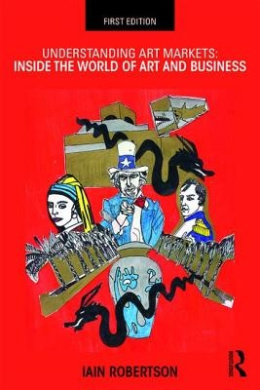 FIRST EDITION
UNDERSTANDING ART MARKETS:
INSIDE THE WORLD OF ART AND BUSINESS
IAIN ROBERTSON
R